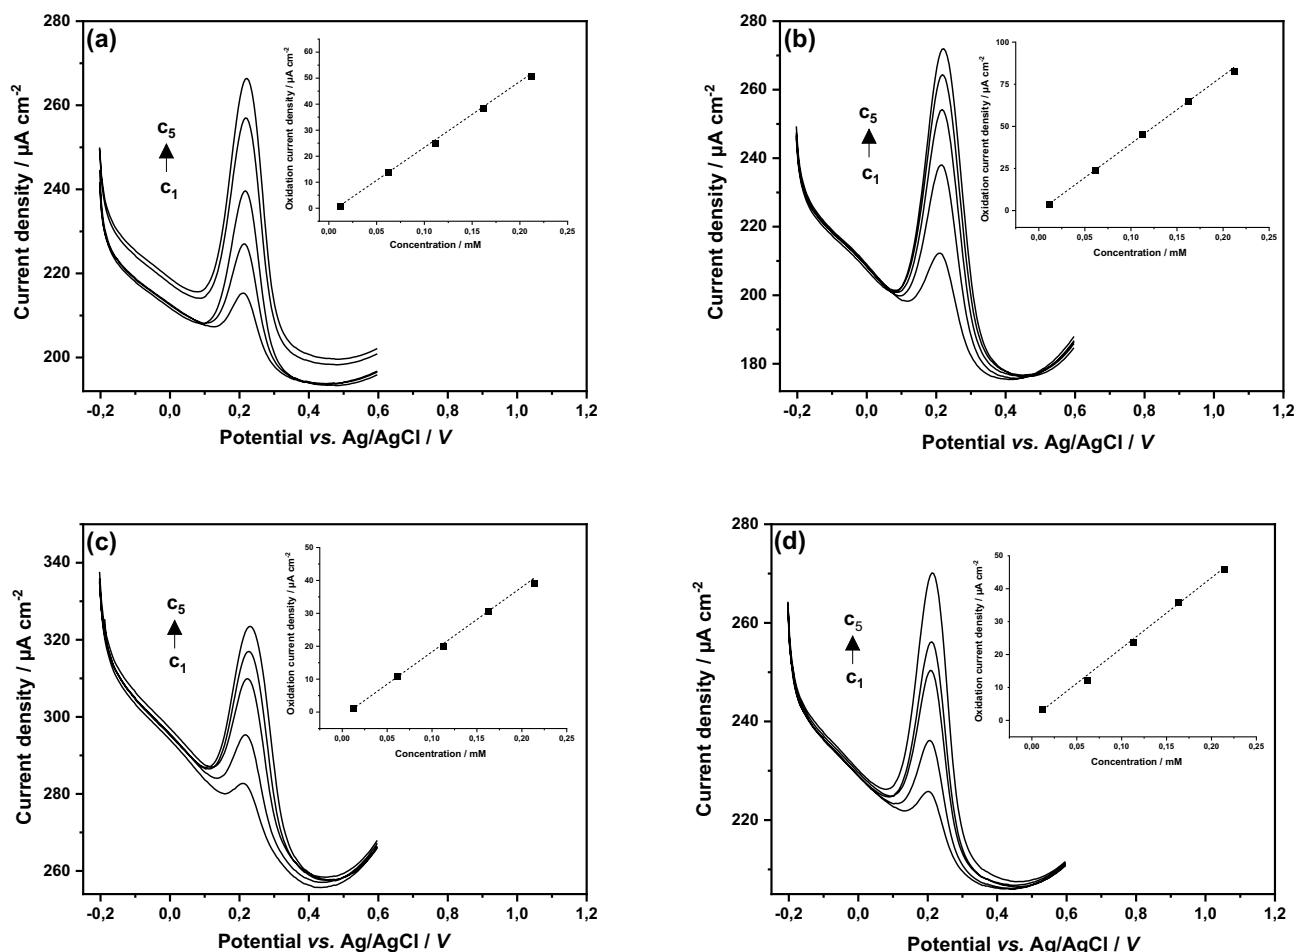 (a)
280
260
240
220
200
Current density / µA cm-2
-0,2 0,0 0,2 0,4 0,6 0,8 1,0 1,2
Potential vs. Ag/AgCl / V
c5
c1
60
50
40
30
20
10
0
Oxidation current density / µA cm-2
0,00 0,05 0,10 0,15 0,20 0,25
Concentration / mM
(b)
280
260
240
220
200
180
Current density / µA cm-2
-0,2 0,0 0,2 0,4 0,6 0,8 1,0 1,2
Potential vs. Ag/AgCl / V
c5
c1
100
75
50
25
0
Oxidation current density / µA cm-2
0,00 0,05 0,10 0,15 0,20 0,25
Concentration / mM
(c)
340
320
300
280
260
Current density / µA cm-2
-0,2 0,0 0,2 0,4 0,6 0,8 1,0 1,2
Potential vs. Ag/AgCl / V
c5
c1
50
40
30
20
10
0
Oxidation current density / µA cm-2
0,00 0,05 0,10 0,15 0,20 0,25
Concentration / mM
(d)
280
260
240
220
Current density / µA cm-2
-0,2 0,0 0,2 0,4 0,6 0,8 1,0 1,2
Potential vs. Ag/AgCl / V
c5
c1
50
40
30
20
10
0
Oxidation current density / µA cm-2
0,00 0,05 0,10 0,15 0,20 0,25
Concentration / mM